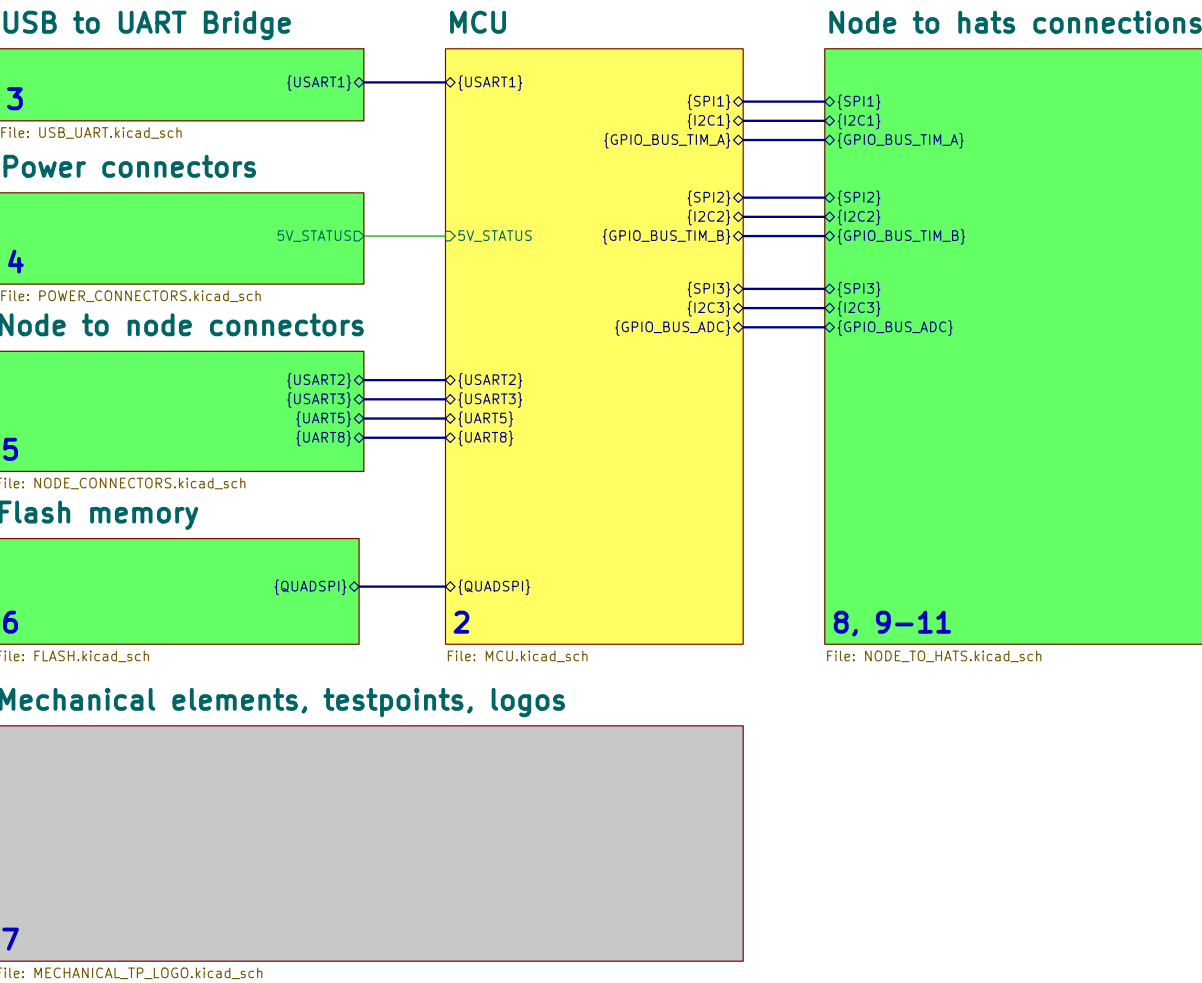 USB to UART Bridge
{USART1}
3
File: USB_UART.kicad_sch
Power connectors
5V_STATUS
4
File: POWER_CONNECTORS.kicad_sch
Node to node connectors
{USART2}
{USART3}
{UART5}
{UART8}
5
File: NODE_CONNECTORS.kicad_sch
Flash memory
{QUADSPI}
6
File: FLASH.kicad_sch
MCU
{USART1}
5V_STATUS
{USART2}
{USART3}
{UART5}
{UART8}
{QUADSPI}
{SPI1}
{I2C1}
{GPIO_BUS_TIM_A}
{SPI2}
{I2C2}
{GPIO_BUS_TIM_B}
{SPI3}
{I2C3}
{GPIO_BUS_ADC}
2
File: MCU.kicad_sch
Node to hats connections
{SPI1}
{I2C1}
{GPIO_BUS_TIM_A}
{SPI2}
{I2C2}
{GPIO_BUS_TIM_B}
{SPI3}
{I2C3}
{GPIO_BUS_ADC}
8, 9-11
File: NODE_TO_HATS.kicad_sch
Mechanical elements, testpoints, logos
7
File: MECHANICAL_TP_LOGO.kicad_sch